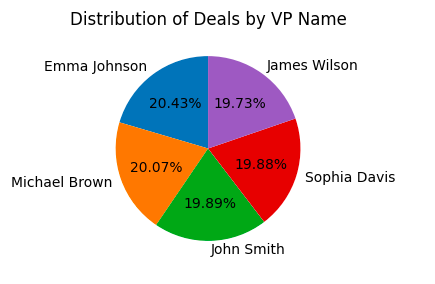 Distribution of Deals by VP Name
Emma Johnson
James Wilson
20.43%
19.73%
Michael Brown
20.07%
19.88%
Sophia Davis
19.89%
John Smith